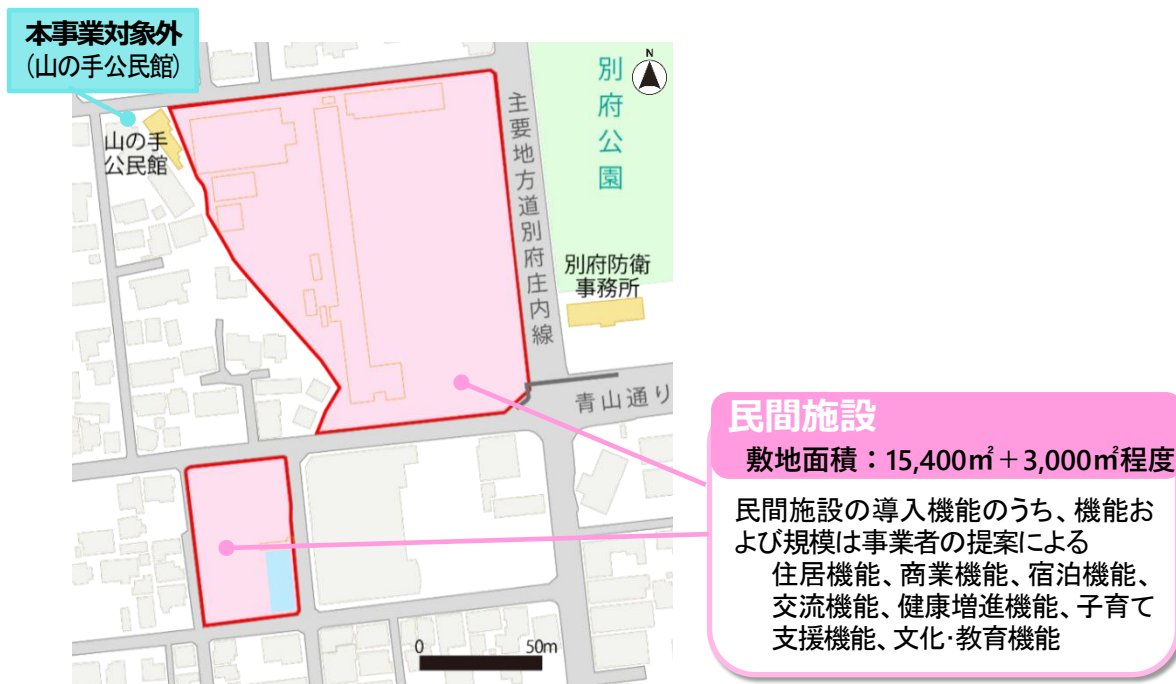 本事業対象外
(山の手公民館)
山の手
公民館
N
別府公園
主要地方道別府庄内線
別府防衛
事務所
青山通り
民間施設
敷地面積：15,400㎡＋3,000㎡程度
民間施設の導入機能のうち、機能お
よび規模は事業者の提案による
住居機能、商業機能、宿泊機能、
交流機能、健康増進機能、子育て
支援機能、文化･教育機能
0 50m